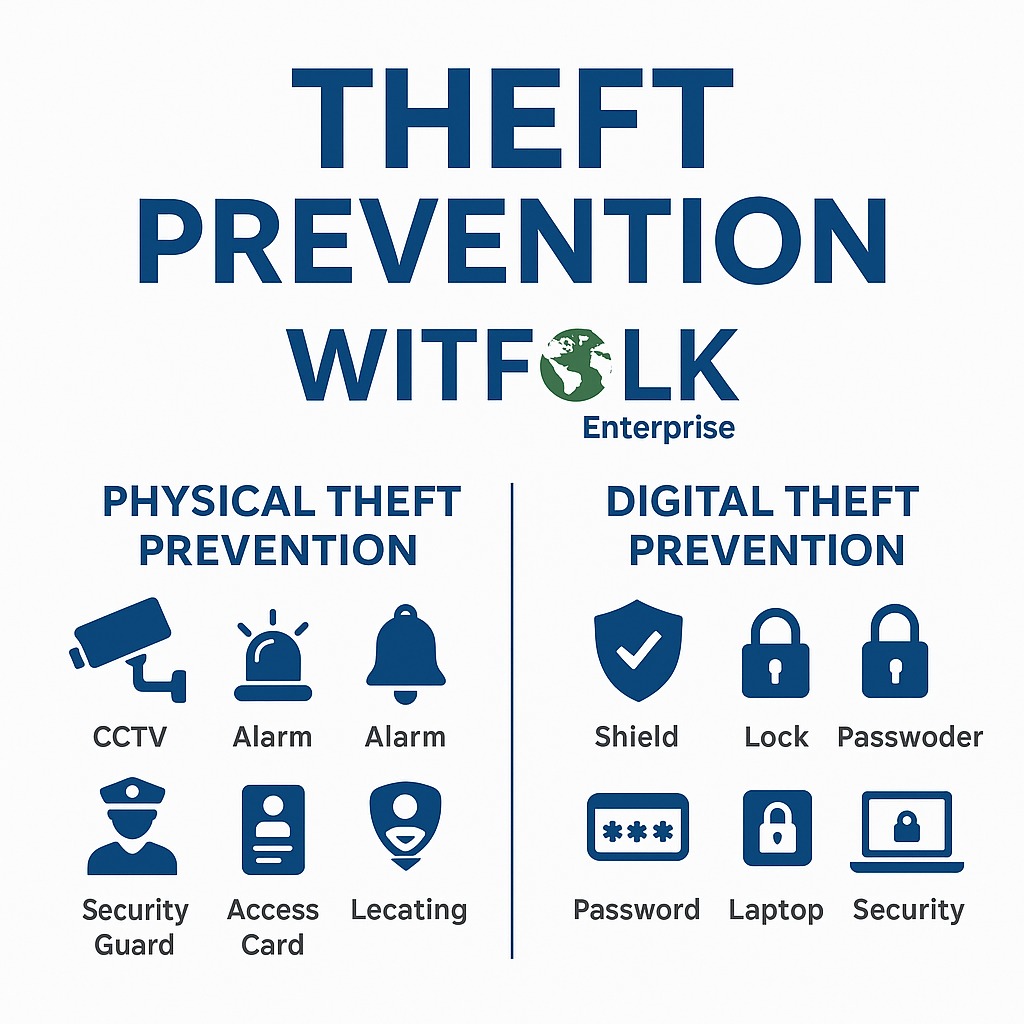 THEFT
PREVENTION
WITFOLK
Enterprise
PHYSICAL THEFT
PREVENTION
CCTV
Alarm
Alarm
Security
Guard
Access
Card
Lecating
DIGITAL THEFT
PREVENTION
Shield
Lock
Passwoder
***
Password
Laptop
Security